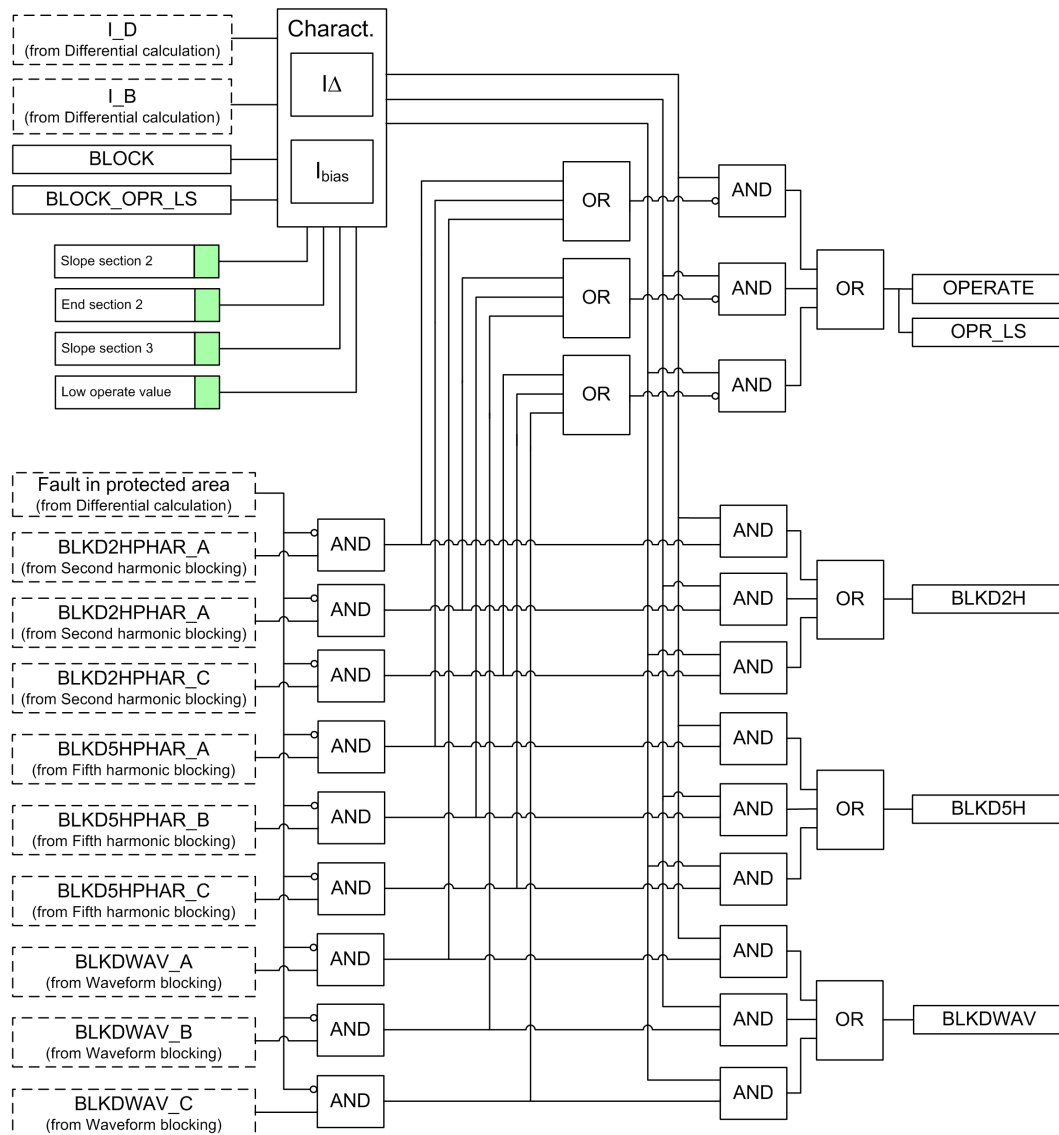 I_D
(from Differential calculation)
I_B
(from Differential calculation)
BLOCK
BLOCK_OPR_LS
Charact.
IΔ
Ibias
Slope section 2
End section 2
Slope section 3
Low operate value
OR
OR
OR
AND
AND
AND
OR
OPERATE
OPR_LS
Fault in protected area
(from Differential calculation)
BLKD2HPHAR_A
(from Second harmonic blocking)
BLKD2HPHAR_A
(from Second harmonic blocking)
BLKD2HPHAR_C
(from Second harmonic blocking)
BLKD5HPHAR_A
(from Fifth harmonic blocking)
BLKD5HPHAR_B
(from Fifth harmonic blocking)
BLKD5HPHAR_C
(from Fifth harmonic blocking)
BLKDWAV_A
(from Waveform blocking)
BLKDWAV_B
(from Waveform blocking)
BLKDWAV_C
(from Waveform blocking)
AND
AND
AND
AND
AND
AND
AND
AND
AND
AND
AND
AND
OR
BLKD2H
AND
AND
AND
OR
BLKD5H
AND
AND
AND
OR
BLKDWAV